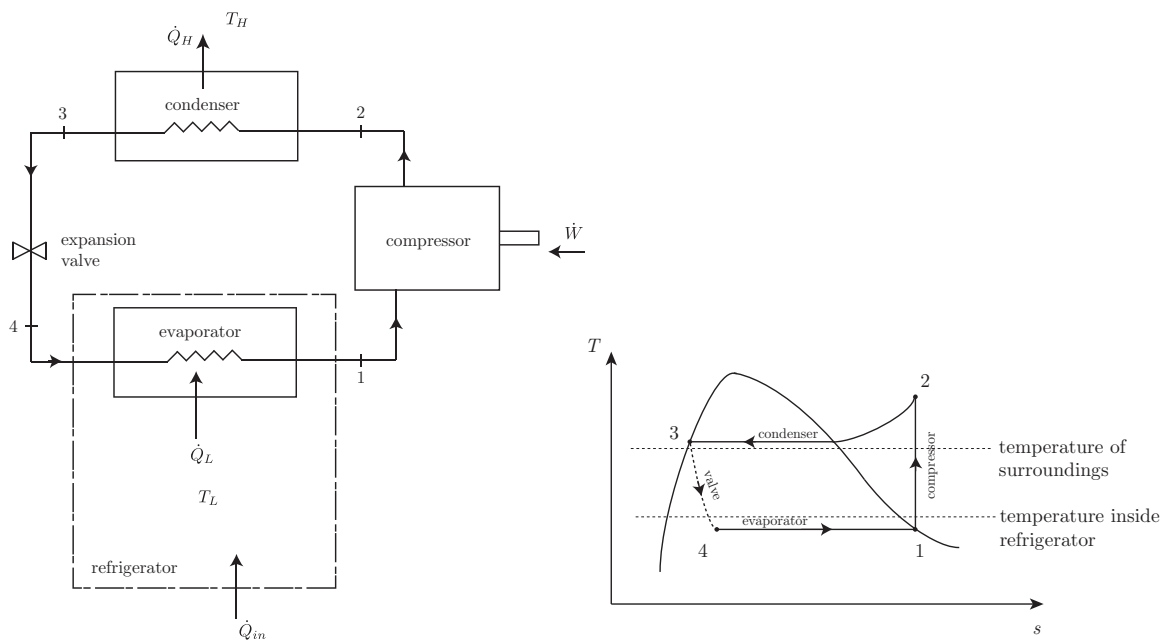 T_H
Q̇_H
condenser
3
2
expansion
valve
compressor
Ẇ
4
evaporator
1
Q̇_L
T_L
refrigerator
Q̇_in
T
2
3
condenser
temperature of
surroundings
compressor
valve
temperature inside
refrigerator
evaporator
4
1
s